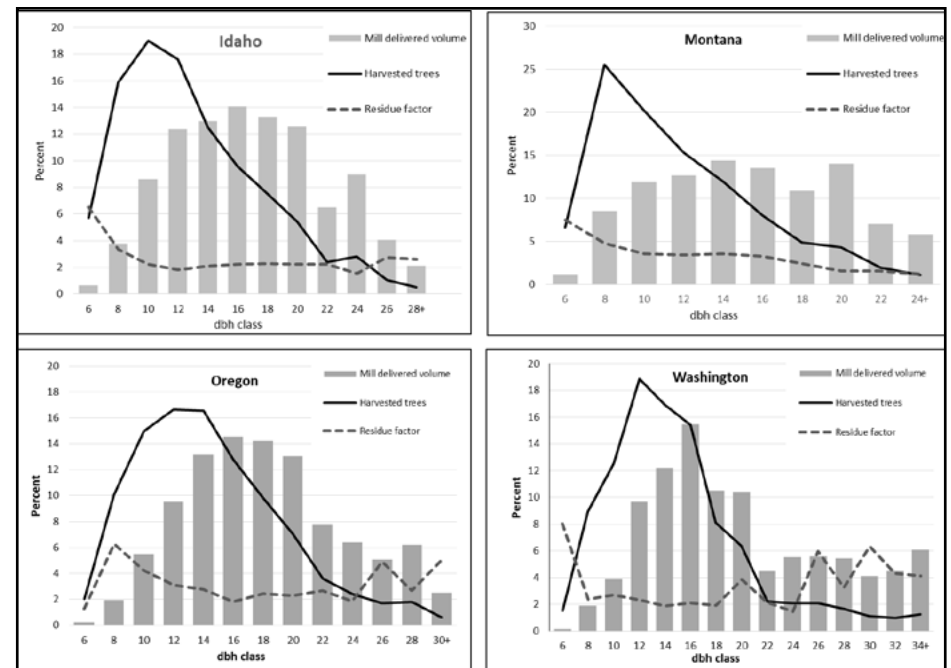 Idaho
Mill delivered volume
Harvested trees
Residue factor
Percent
20
18
16
14
12
10
8
6
4
2
0
6 8 10 12 14 16 18 20 22 24 26 28+
dbh class
Montana
Mill delivered volume
Harvested trees
Residue factor
Percent
30
25
20
15
10
5
0
6 8 10 12 14 16 18 20 22 24+
dbh class
Oregon
Mill delivered volume
Harvested trees
Residue factor
Percent
20
18
16
14
12
10
8
6
4
2
0
6 8 10 12 14 16 18 20 22 24 26 28 30+
dbh class
Washington
Mill delivered volume
Harvested trees
Residue factor
Percent
20
18
16
14
12
10
8
6
4
2
0
6 8 10 12 14 16 18 20 22 24 26 28 30 32 34+
dbh class